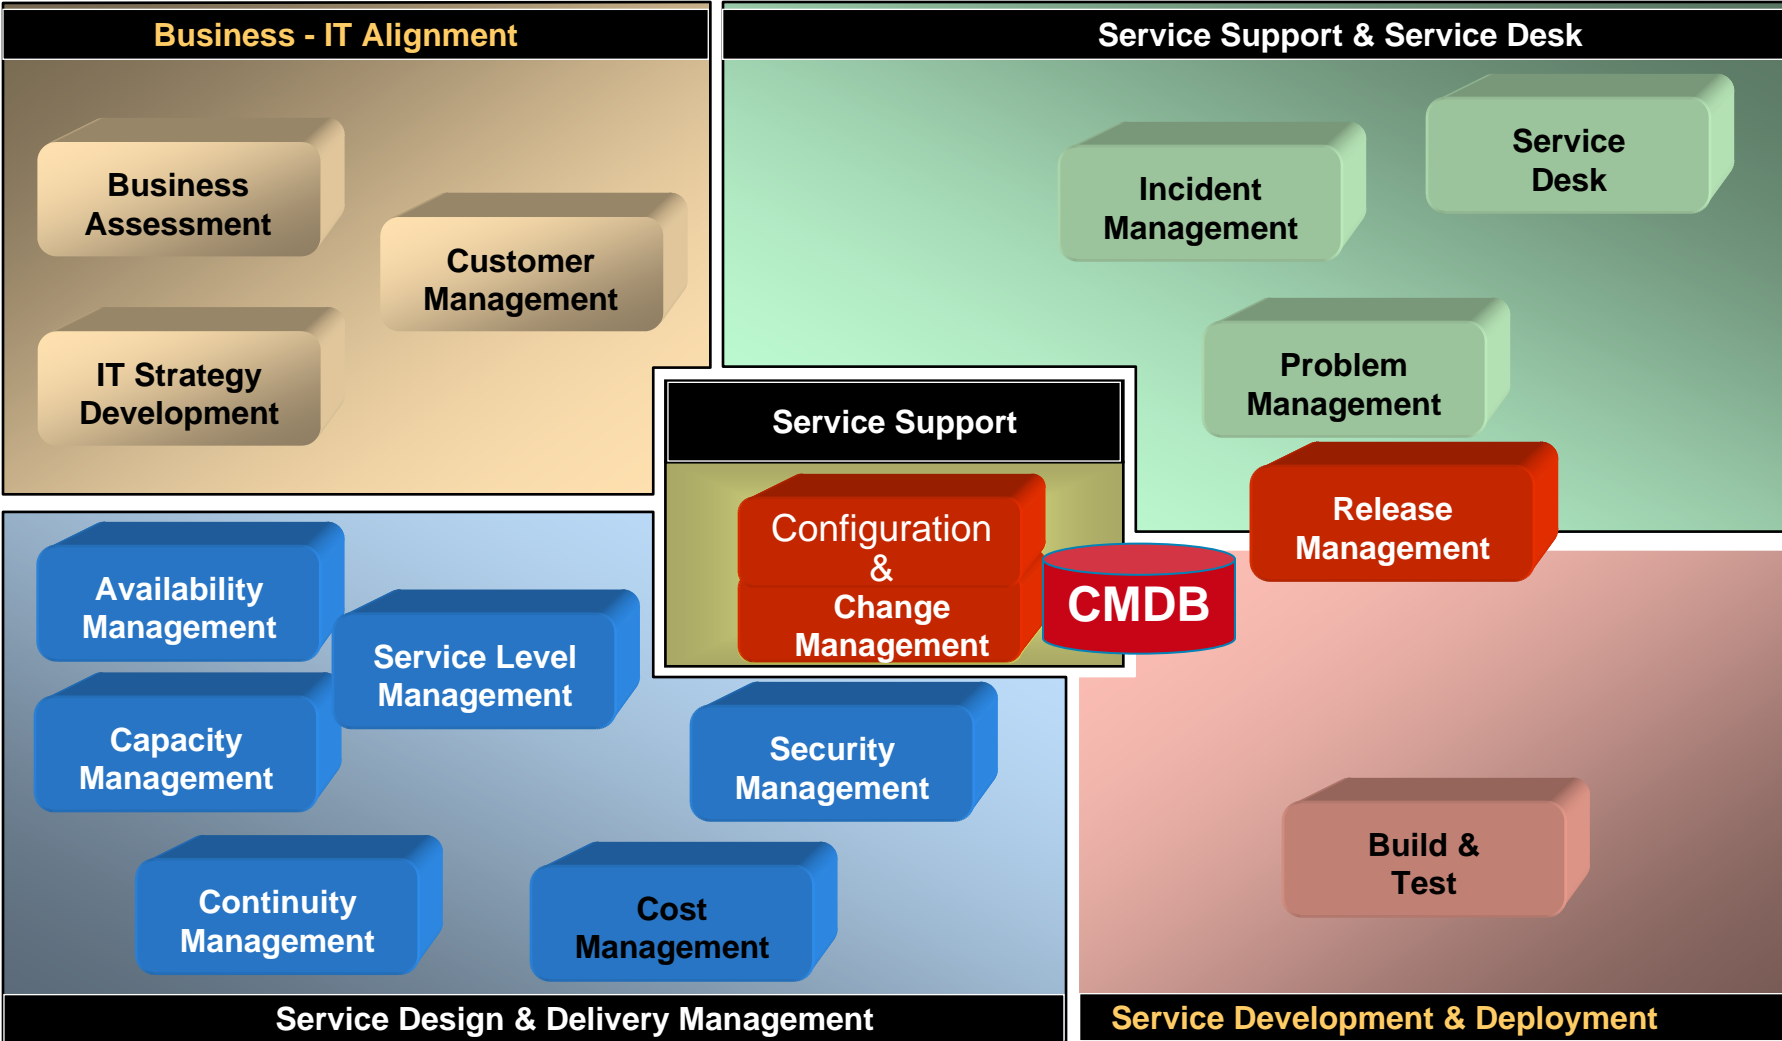 Business - IT Alignment
Service Support & Service Desk
Business
Assessment
Customer
Management
IT Strategy
Development
Service
Desk
Incident
Management
Problem
Management
Release
Management
Service Support
Configuration
&
Change
Management
CMDB
Availability
Management
Service Level
Management
Capacity
Management
Security
Management
Continuity
Management
Cost
Management
Build &
Test
Service Design & Delivery Management
Service Development & Deployment